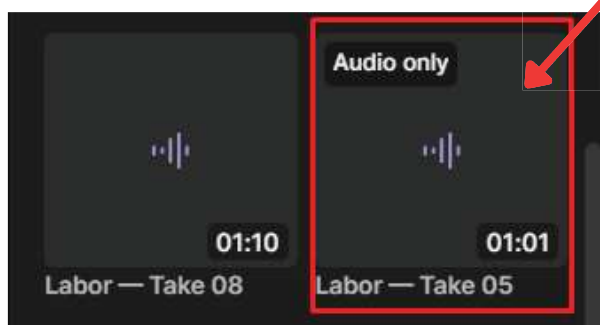 Audio only
01:10
01:01
Labor — Take 08
Labor — Take 05